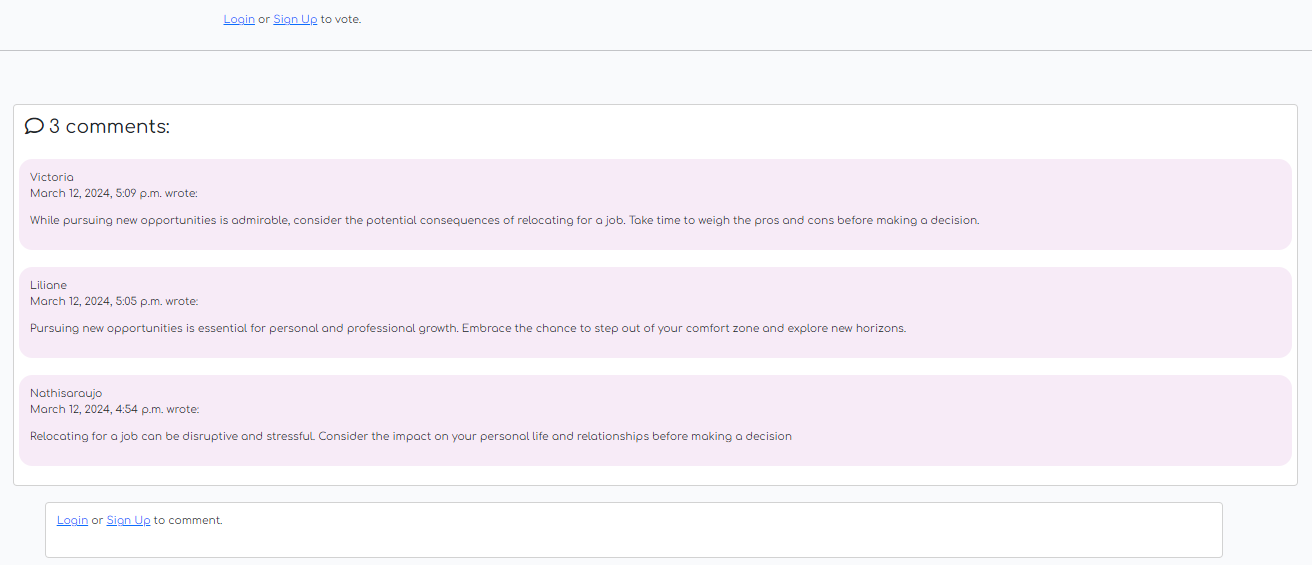 Login or Sign Up to vote.
3 comments:
Victoria
March 12, 2024, 5:09 p.m. wrote:
While pursuing new opportunities is admirable, consider the potential consequences of relocating for a job. Take time to weigh the pros and cons before making a decision.
Liliane
March 12, 2024, 5:05 p.m. wrote:
Pursuing new opportunities is essential for personal and professional growth. Embrace the chance to step out of your comfort zone and explore new horizons.
Nathisaraujo
March 12, 2024, 4:54 p.m. wrote:
Relocating for a job can be disruptive and stressful. Consider the impact on your personal life and relationships before making a decision
Login or Sign Up to comment.